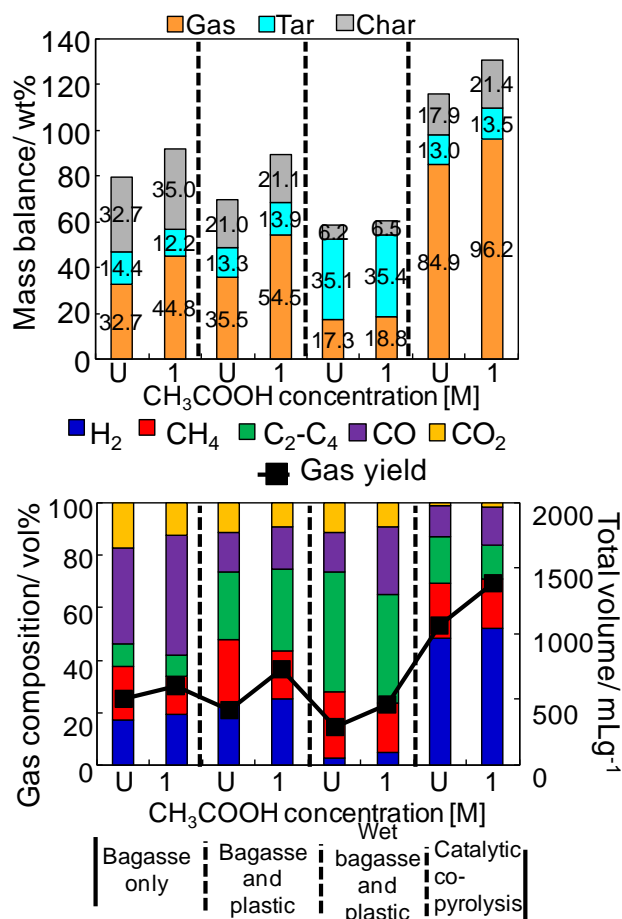 Gas Tar Char
Mass balance/ wt%
140
120
100
80
60
40
20
0
32.7 35.0 21.0 21.1 6.2 6.5 17.9 21.4
14.4 12.2 13.3 13.9 35.1 35.4 13.0 13.5
32.7 44.8 35.5 54.5 17.3 18.8 84.9 96.2
U 1 U 1 U 1 U 1
CH₃COOH concentration [M]
H₂ CH₄ C₂-C₄ CO CO₂
Gas yield
Gas composition/ vol%
100
80
60
40
20
0
Total volume/ mLg⁻¹
2000
1500
1000
500
0
U 1 U 1 U 1 U 1
CH₃COOH concentration [M]
Bagasse
only
Bagasse
and
plastic
Wet
bagasse
and
plastic
Catalytic
co-
pyrolysis